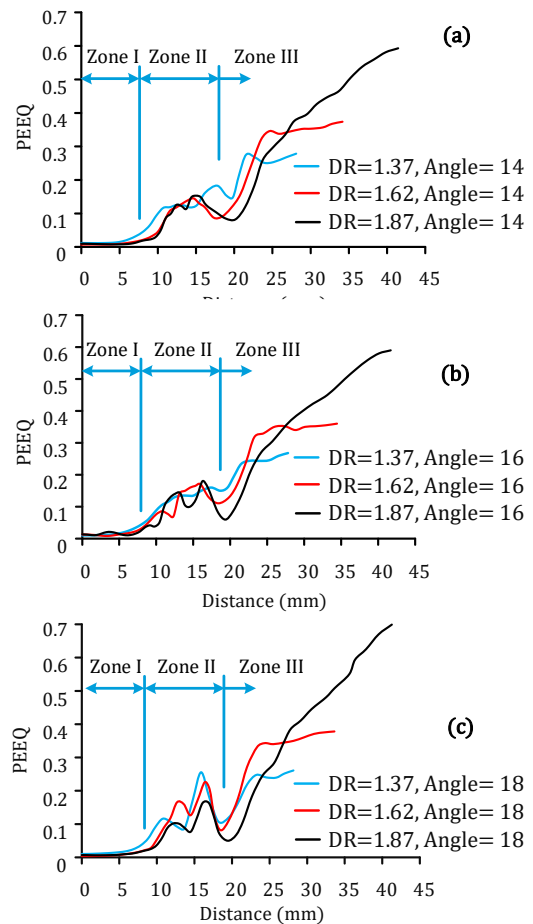 0.7
(a)
Zone I Zone II Zone III
0.6
0.5
PEEQ
0.4
0.3
DR=1.37, Angle= 14
0.2
DR=1.62, Angle= 14
0.1
DR=1.87, Angle= 14
0
0 5 10 15 20 25 30 35 40 45
Distance (mm)
0.7
(b)
Zone I Zone II Zone III
0.6
0.5
PEEQ
0.4
0.3
DR=1.37, Angle= 16
0.2
DR=1.62, Angle= 16
0.1
DR=1.87, Angle= 16
0
0 5 10 15 20 25 30 35 40 45
Distance (mm)
0.7
Zone I Zone II Zone III
0.6
0.5
(c)
PEEQ
0.4
0.3
DR=1.37, Angle= 18
0.2
DR=1.62, Angle= 18
0.1
DR=1.87, Angle= 18
0
0 5 10 15 20 25 30 35 40 45
Distance (mm)